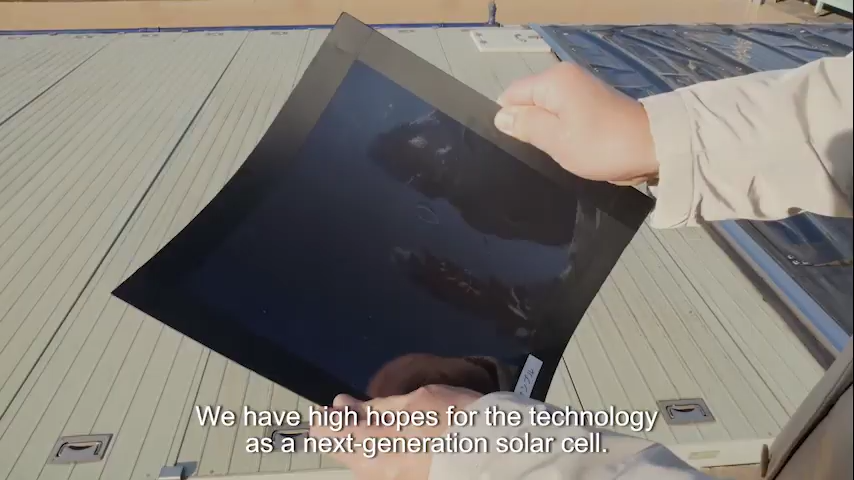 We have high hopes for the technology
as a next-generation solar cell.